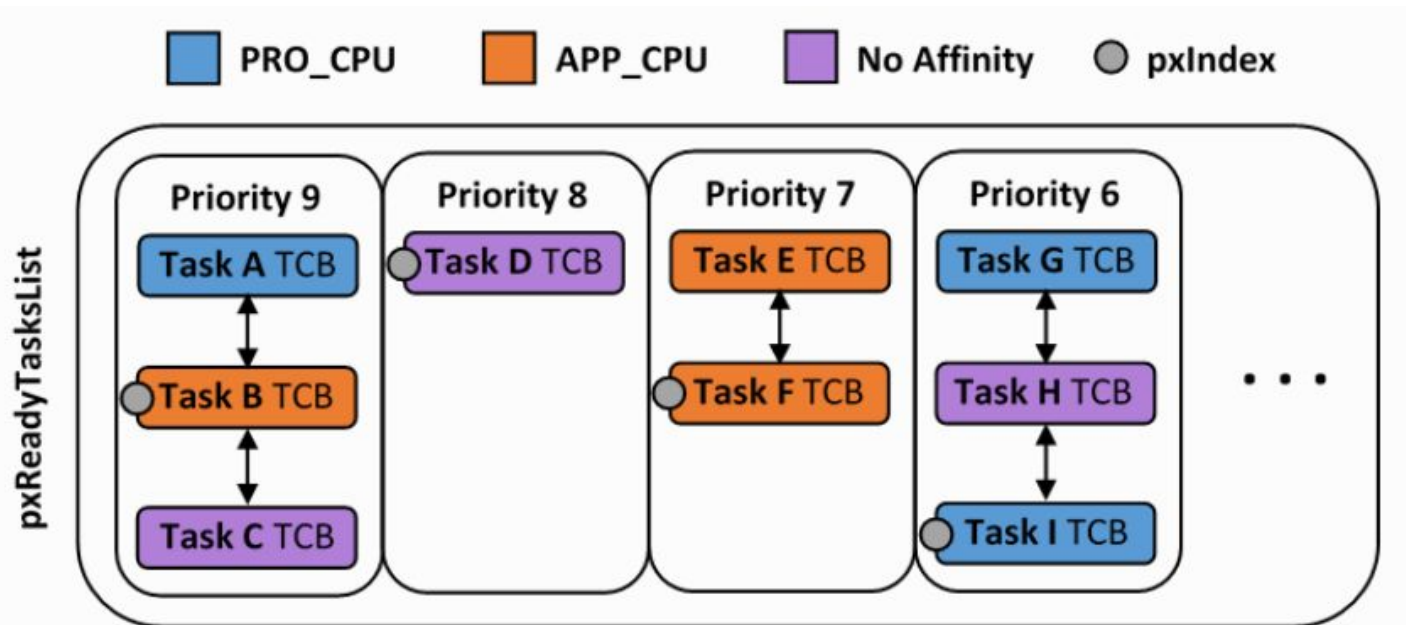 PRO_CPU
APP_CPU
No Affinity
pxIndex
pxReadyTasksList
Priority 9
Task A TCB
Task B TCB
Task C TCB
Priority 8
Task D TCB
Priority 7
Task E TCB
Task F TCB
Priority 6
Task G TCB
Task H TCB
Task I TCB
. . .